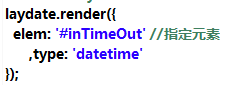 laydate.render({
elem: '#inTimeOut' //指定元素
,type: 'datetime'
});